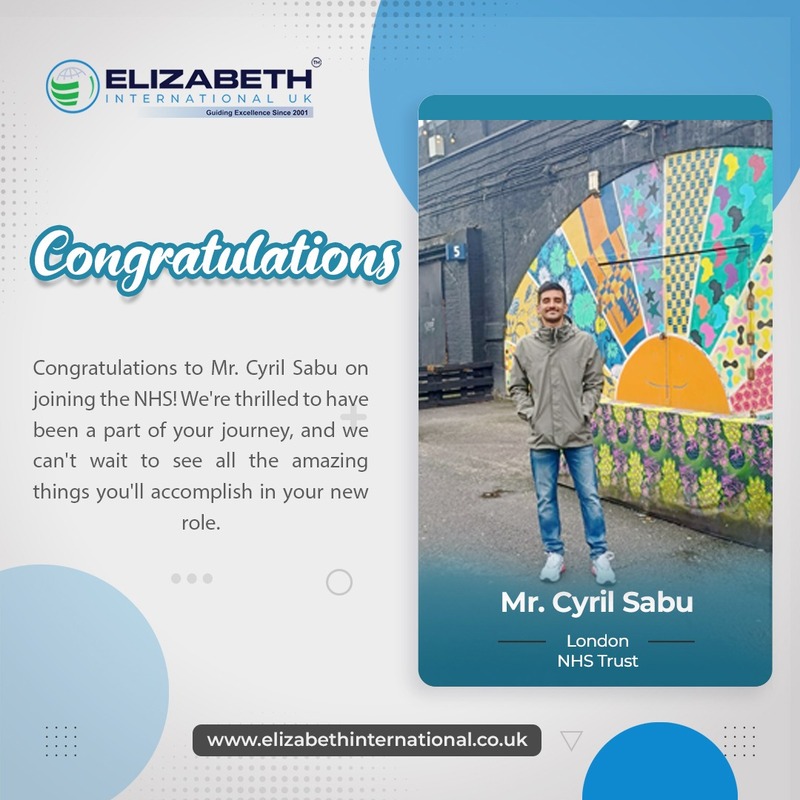 ELIZABETH TM
INTERNATIONAL UK
Guiding Excellence Since 2001
Congratulations
Congratulations to Mr. Cyril Sabu on
joining the NHS! We're thrilled to have
been a part of your journey, and we
can't wait to see all the amazing
things you'll accomplish in your new
role.
5
Mr. Cyril Sabu
London
NHS Trust
www.elizabethinternational.co.uk